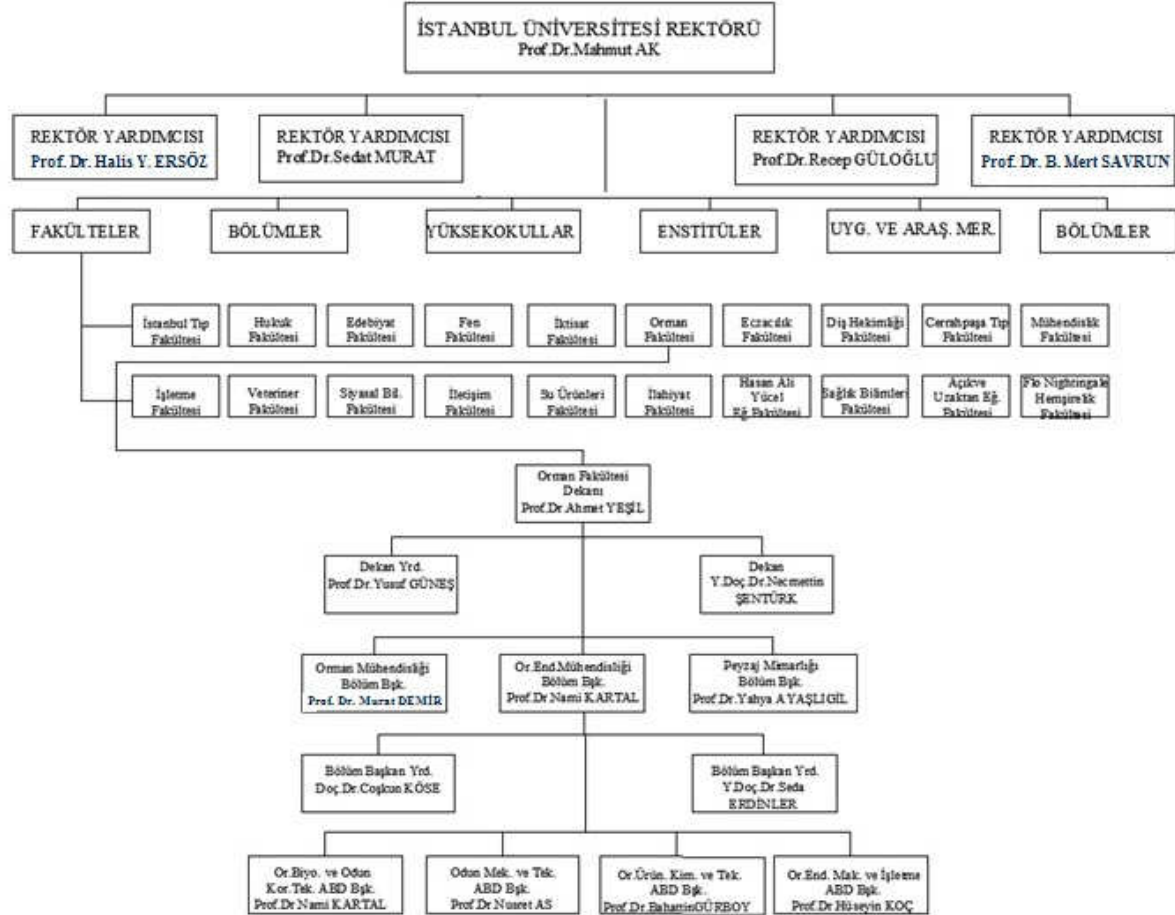 İSTANBUL ÜNİVERSİTESİ REKTÖRÜ
Prof.Dr.Mahmut AK
REKTÖR YARDIMCISI
Prof. Dr. Halis Y. ERSÖZ
REKTÖR YARDIMCISI
Prof.Dr.Sedat MURAT
REKTÖR YARDIMCISI
Prof.Dr.Recep GÜLOĞLU
REKTÖR YARDIMCISI
Prof. Dr. B. Mert SAVRUN
FAKÜLTELER
BÖLÜMLER
YÜKSEKOKULLAR
ENSTİTÜLER
UYG. VE ARAŞ. MER.
BÖLÜMLER
İstanbul Tıp
Fakültesi
Hukuk
Fakültesi
Edebiyat
Fakültesi
Fen
Fakültesi
İktisat
Fakültesi
Orman
Fakültesi
Eczacılık
Fakültesi
Diş Hekimliği
Fakültesi
Cerrahpaşa Tıp
Fakültesi
Mühendislik
Fakültesi
İşletme
Fakültesi
Veteriner
Fakültesi
Siyasal Bil.
Fakültesi
İletişim
Fakültesi
Su Ürünleri
Fakültesi
İlahiyat
Fakültesi
Hasan Ali
Yücel
Eğ.Fakültesi
Sağlık Bilimleri
Fakültesi
Açıkve
Uzaktan Eğ.
Fakültesi
Flo Nightingale
Hemşirelik
Fakültesi
Orman Fakültesi
Dekanı
Prof.Dr Ahmet YEŞİL
Dekan Yrd.
Prof.Dr.Yusuf GÜNEŞ
Dekan
Y.Doç.Dr.Necmettin
ŞENTÜRK
Orman Mühendisliği
Bölüm Bşk.
Prof. Dr. Murat DEMİR
Or.End.Mühendisliği
Bölüm Bşk.
Prof.Dr Nami KARTAL
Peyzaj Mimarlığı
Bölüm Bşk.
Prof.Dr.Yahya AYAŞLIGİL
Bölüm Başkan Yrd.
Doç.Dr.Coşkun KÖSE
Bölüm Başkan Yrd.
Y.Doç.Dr.Seda
ERDİNLER
Or.Biyo. ve Odun
Kor.Tek. ABD Bşk.
Prof.Dr Nami KARTAL
Odun Mek. ve Tek.
ABD Bşk.
Prof.Dr Nusret AS
Or.Ürün. Kim. ve Tek.
ABD Bşk.
Prof.Dr.BahattinGÜRBOY
Or.End. Mak. ve İşletme
ABD Bşk.
Prof.Dr Hüseyin KOÇ